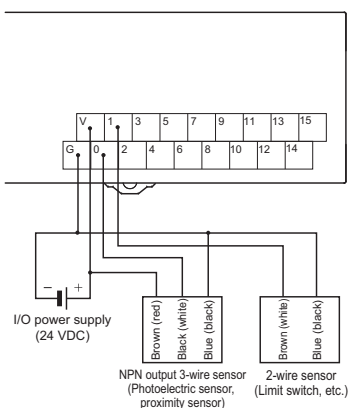 V 1 3 5 7 9 11 13 15
G 0 2 4 6 8 10 12 14
− +
I/O power supply
(24 VDC)
Brown (red)
Black (white)
Blue (black)
Brown (white)
Blue (black)
NPN output 3-wire sensor
(Photoelectric sensor,
proximity sensor)
2-wire sensor
(Limit switch, etc.)